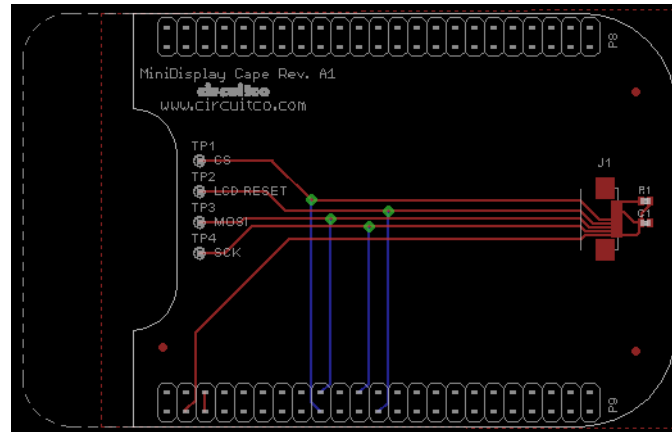 P8
MiniDisplay Cape Rev. A1
circuitco
www.circuitco.com
TP1
CS
J1
TP2
LCD RESET
R1
TP3
MOSI
C1
TP4
SCK
P9